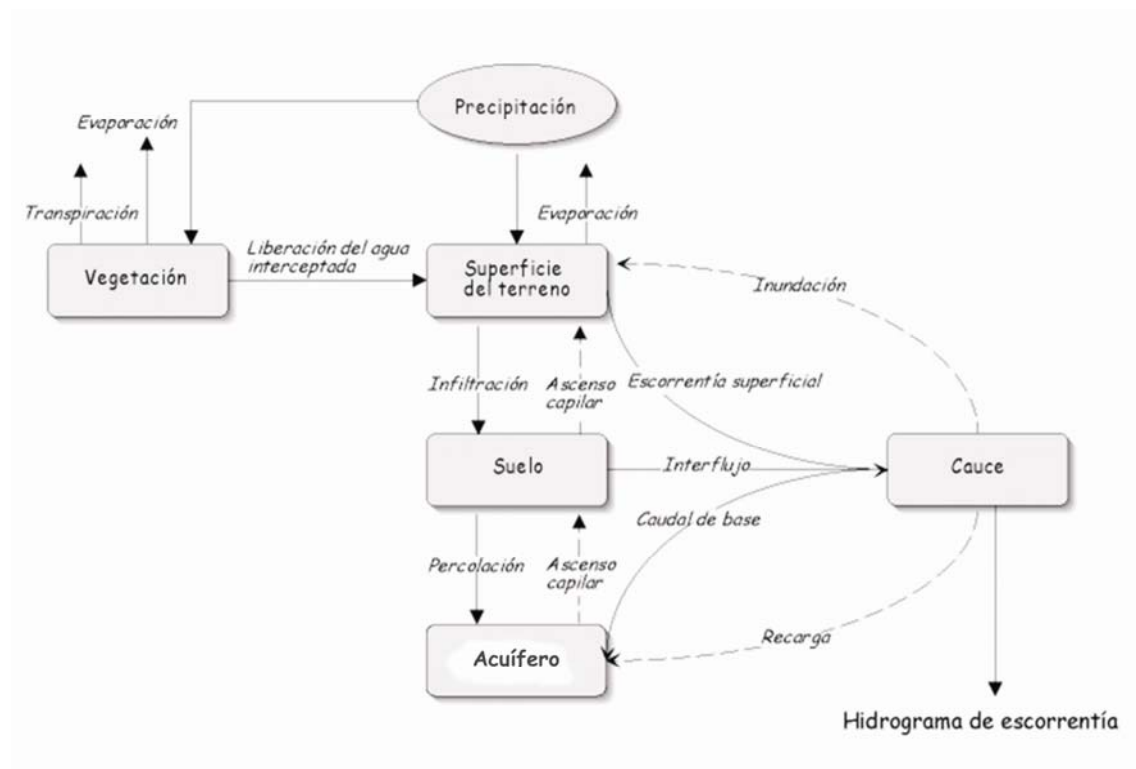 Precipitación
Evaporación
Transpiración
Evaporación
Liberación del agua
interceptada
Vegetación
Superficie
del terreno
Inundación
Infiltración
Ascenso
capilar
Escorrentía superficial
Suelo
Interflujo
Cauce
Caudal de base
Percolación
Ascenso
capilar
Recarga
Acuífero
Hidrograma de escorrentía